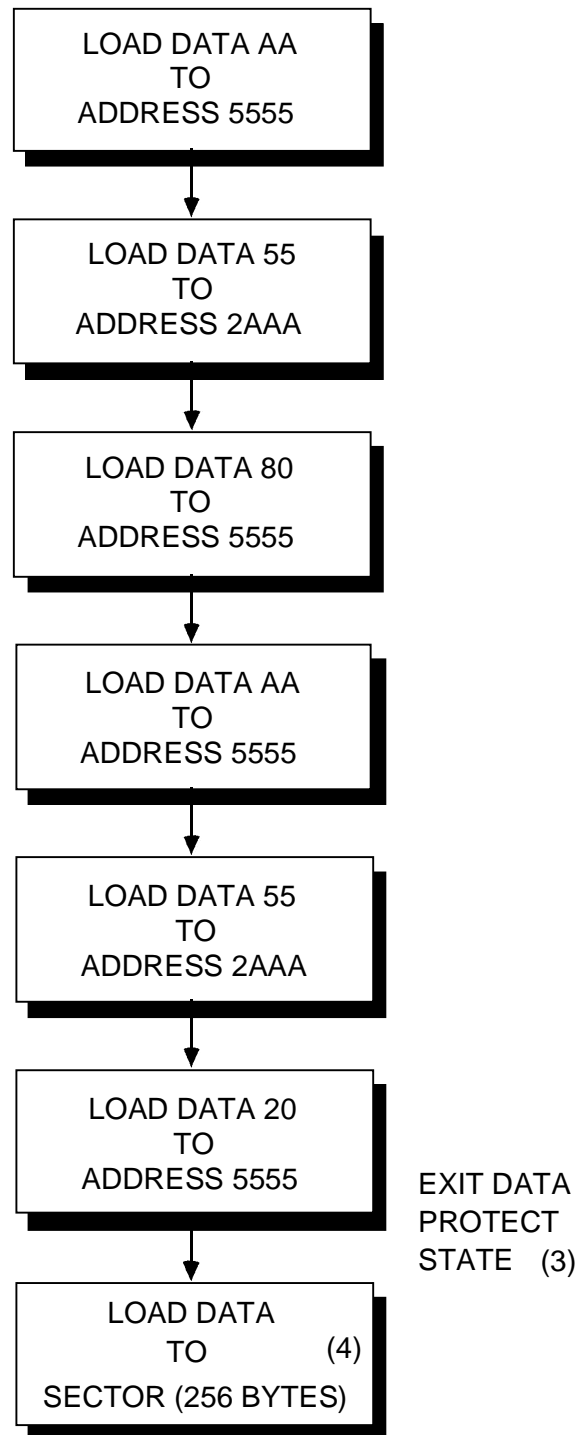 LOAD DATA AA
TO
ADDRESS 5555
LOAD DATA 55
TO
ADDRESS 2AAA
LOAD DATA 80
TO
ADDRESS 5555
LOAD DATA AA
TO
ADDRESS 5555
LOAD DATA 55
TO
ADDRESS 2AAA
LOAD DATA 20
TO
ADDRESS 5555
EXIT DATA
PROTECT
STATE (3)
LOAD DATA
TO (4)
SECTOR (256 BYTES)